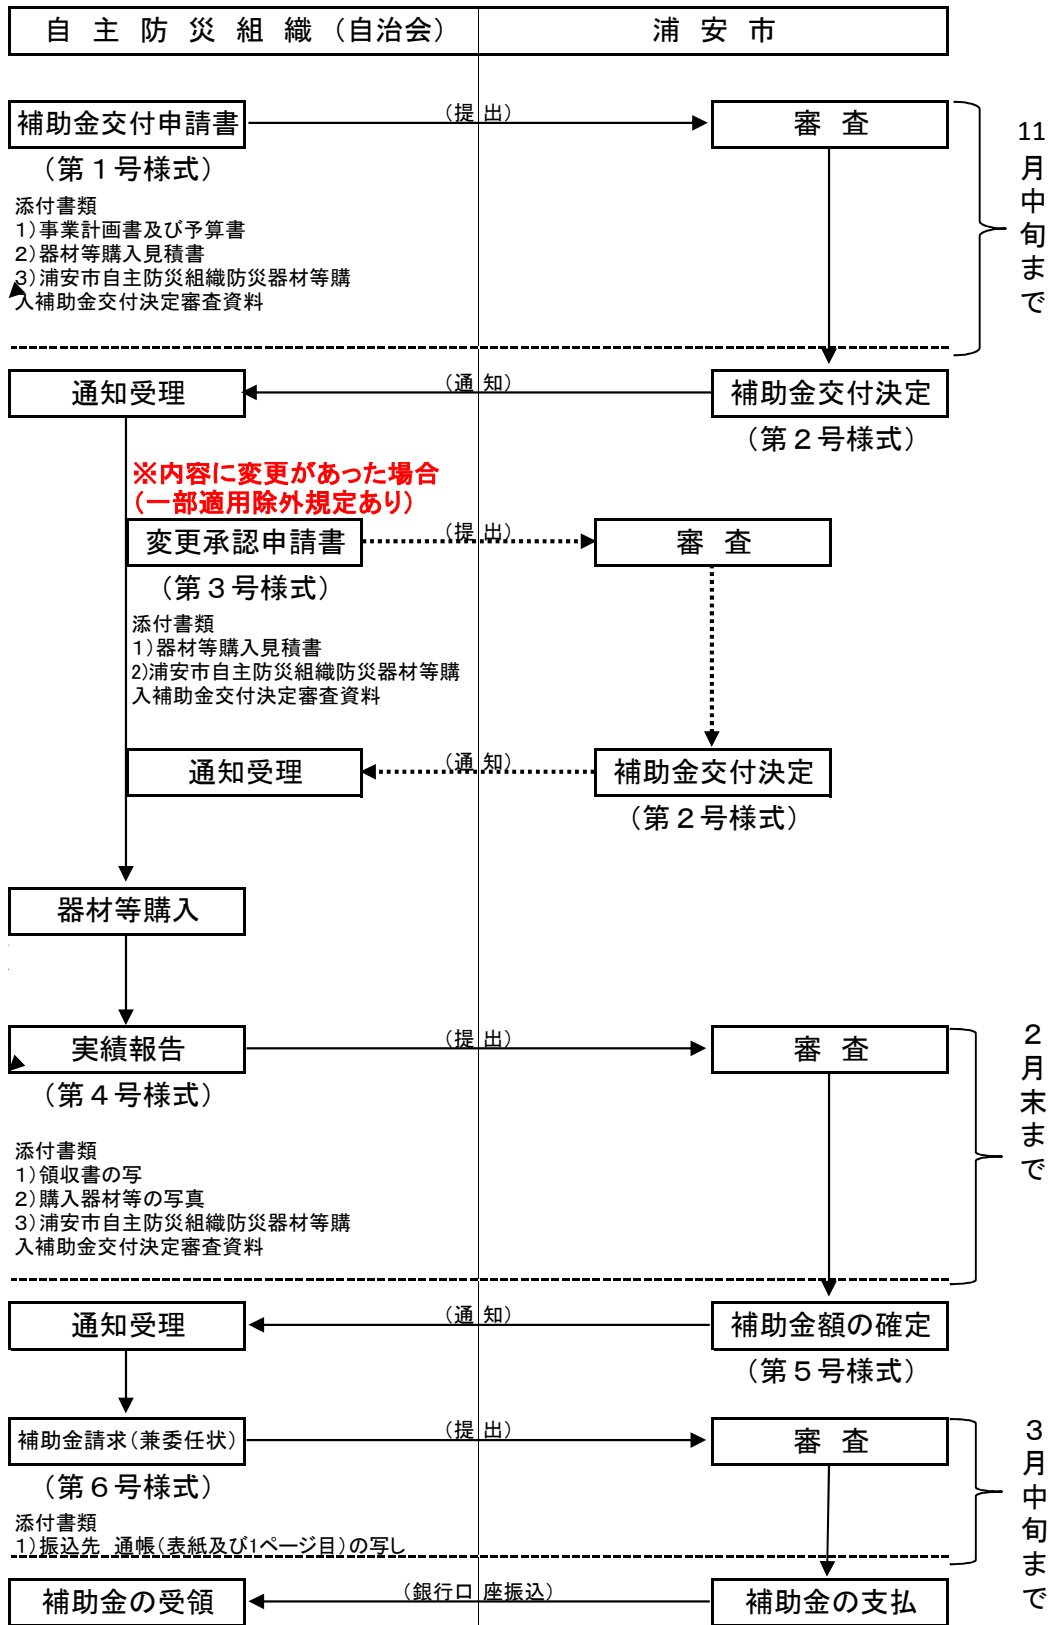 自主防災組織（自治会）
浦安市
補助金交付申請書
（提出）
審査
（第１号様式）
添付書類
1）事業計画書及び予算書
2）器材等購入見積書
3）浦安市自主防災組織防災器材等購
入補助金交付決定審査資料
11月中旬まで
通知受理
（通知）
補助金交付決定
（第２号様式）
※内容に変更があった場合
（一部適用除外規定あり）
変更承認申請書
（提出）
審査
（第３号様式）
添付書類
1）器材等購入見積書
2)浦安市自主防災組織防災器材等購
入補助金交付決定審査資料
通知受理
（通知）
補助金交付決定
（第２号様式）
器材等購入
実績報告
（提出）
審査
（第４号様式）
添付書類
1）領収書の写
2）購入器材等の写真
3）浦安市自主防災組織防災器材等購
入補助金交付決定審査資料
２月末まで
通知受理
（通知）
補助金額の確定
（第５号様式）
補助金請求（兼委任状）
（提出）
審査
（第６号様式）
添付書類
1）振込先　通帳（表紙及び1ページ目）の写し
３月中旬まで
補助金の受領
（銀行口座振込）
補助金の支払